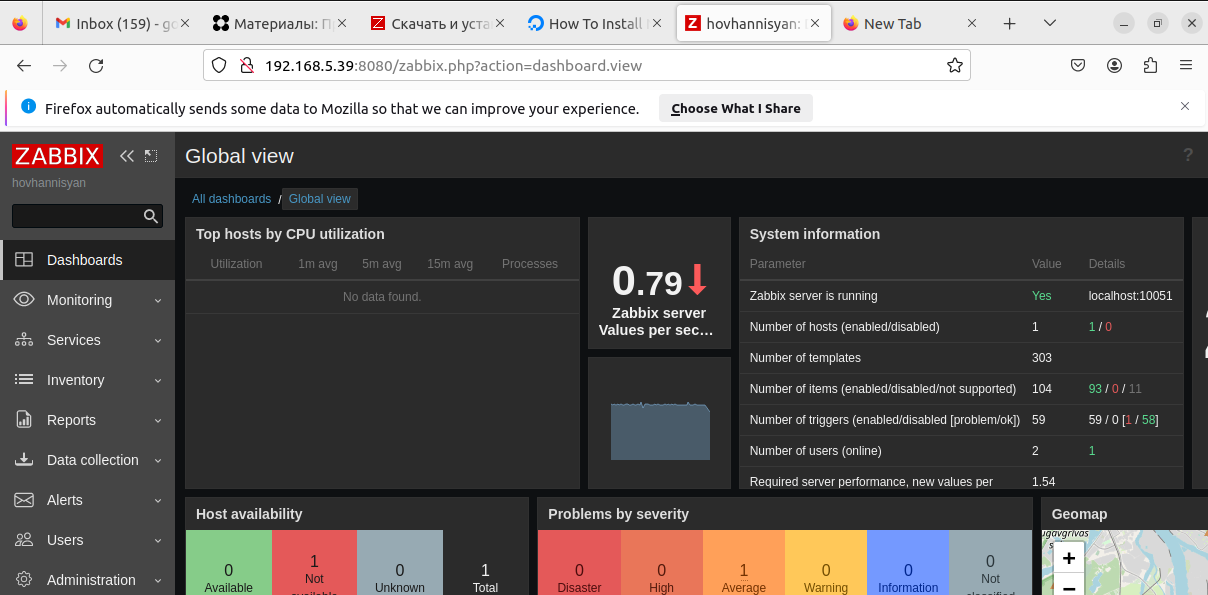 Inbox (159) - go
Материалы: П
Скачать и уста
How To Install
hovhannisyan:
New Tab
192.168.5.39:8080/zabbix.php?action=dashboard.view
Firefox automatically sends some data to Mozilla so that we can improve your experience.
Choose What I Share
ZABBIX
hovhannisyan
Dashboards
Monitoring
Services
Inventory
Reports
Data collection
Alerts
Users
Administration
Global view
?
All dashboards / Global view
Top hosts by CPU utilization
Utilization 1m avg 5m avg 15m avg Processes
No data found.
0.79
Zabbix server
Values per sec...
System information
Parameter Value Details
Zabbix server is running Yes localhost:10051
Number of hosts (enabled/disabled) 1 1 / 0
Number of templates 303
Number of items (enabled/disabled/not supported) 104 93 / 0 / 11
Number of triggers (enabled/disabled [problem/ok]) 59 59 / 0 [1 / 58]
Number of users (online) 2 1
Required server performance, new values per 1.54
Host availability
0 Available
1 Not available
0 Unknown
1 Total
Problems by severity
0 Disaster
0 High
1 Average
0 Warning
0 Information
0 Not classified
Geomap
+
−